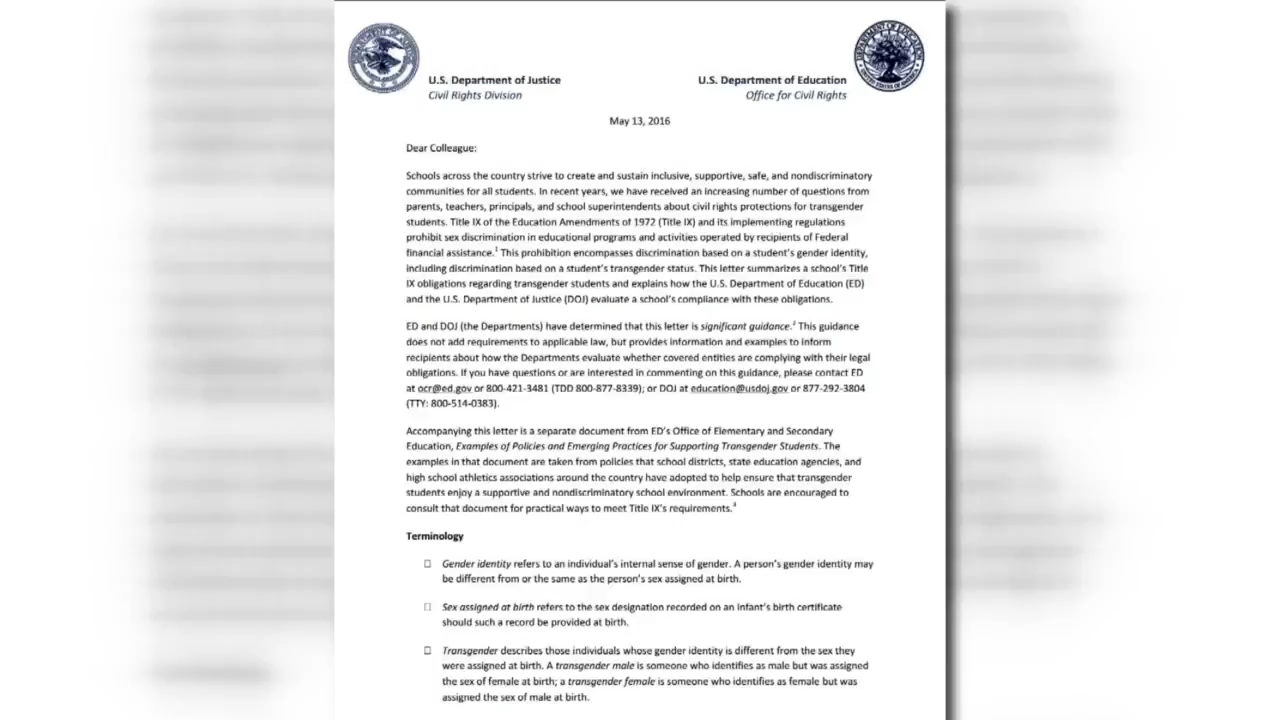 U.S. Department of Justice
Civil Rights Division
U.S. Department of Education
Office for Civil Rights
May 13, 2016
Dear Colleague:
Schools across the country strive to create and sustain inclusive, supportive, safe, and nondiscriminatory
communities for all students. In recent years, we have received an increasing number of questions from
parents, teachers, principals, and school superintendents about civil rights protections for transgender
students. Title IX of the Education Amendments of 1972 (Title IX) and its implementing regulations
prohibit sex discrimination in educational programs and activities operated by recipients of Federal
financial assistance.1 This prohibition encompasses discrimination based on a student's gender identity,
including discrimination based on a student's transgender status. This letter summarizes a school's Title
IX obligations regarding transgender students and explains how the U.S. Department of Education (ED)
and the U.S. Department of Justice (DOJ) evaluate a school's compliance with these obligations.
ED and DOJ (the Departments) have determined that this letter is significant guidance.2 This guidance
does not add requirements to applicable law, but provides information and examples to inform
recipients about how the Departments evaluate whether covered entities are complying with their legal
obligations. If you have questions or are interested in commenting on this guidance, please contact ED
at ocr@ed.gov or 800-421-3481 (TDD 800-877-8339); or DOJ at education@usdoj.gov or 877-292-3804
(TTY: 800-514-0383).
Accompanying this letter is a separate document from ED's Office of Elementary and Secondary
Education, Examples of Policies and Emerging Practices for Supporting Transgender Students. The
examples in that document are taken from policies that school districts, state education agencies, and
high school athletics associations around the country have adopted to help ensure that transgender
students enjoy a supportive and nondiscriminatory school environment. Schools are encouraged to
consult that document for practical ways to meet Title IX's requirements.3
Terminology
Gender identity refers to an individual's internal sense of gender. A person's gender identity may
be different from or the same as the person's sex assigned at birth.
Sex assigned at birth refers to the sex designation recorded on an infant's birth certificate
should such a record be provided at birth.
Transgender describes those individuals whose gender identity is different from the sex they
were assigned at birth. A transgender male is someone who identifies as male but was assigned
the sex of female at birth; a transgender female is someone who identifies as female but was
assigned the sex of male at birth.